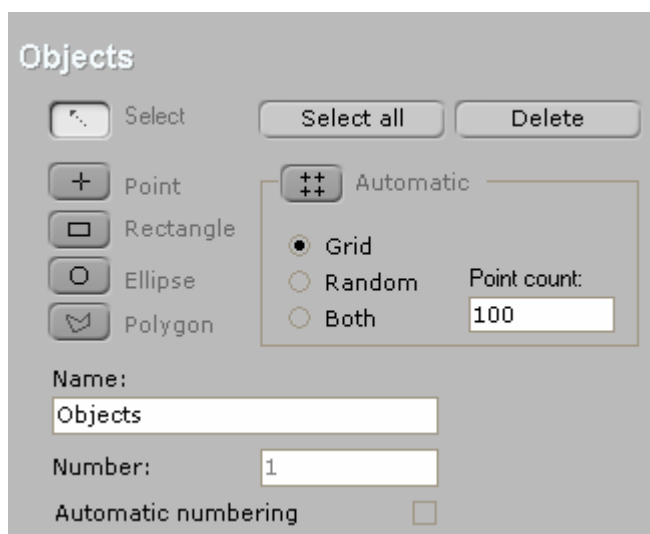 Objects
Select
Select all
Delete
Point
Automatic
Rectangle
Grid
Ellipse
Random
Point count:
Polygon
Both
100
Name:
Objects
Number:
1
Automatic numbering